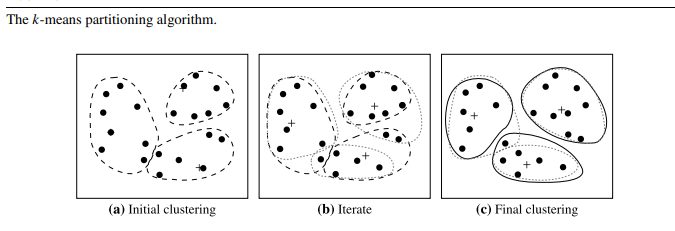 The k-means partitioning algorithm.
(a) Initial clustering
(b) Iterate
(c) Final clustering